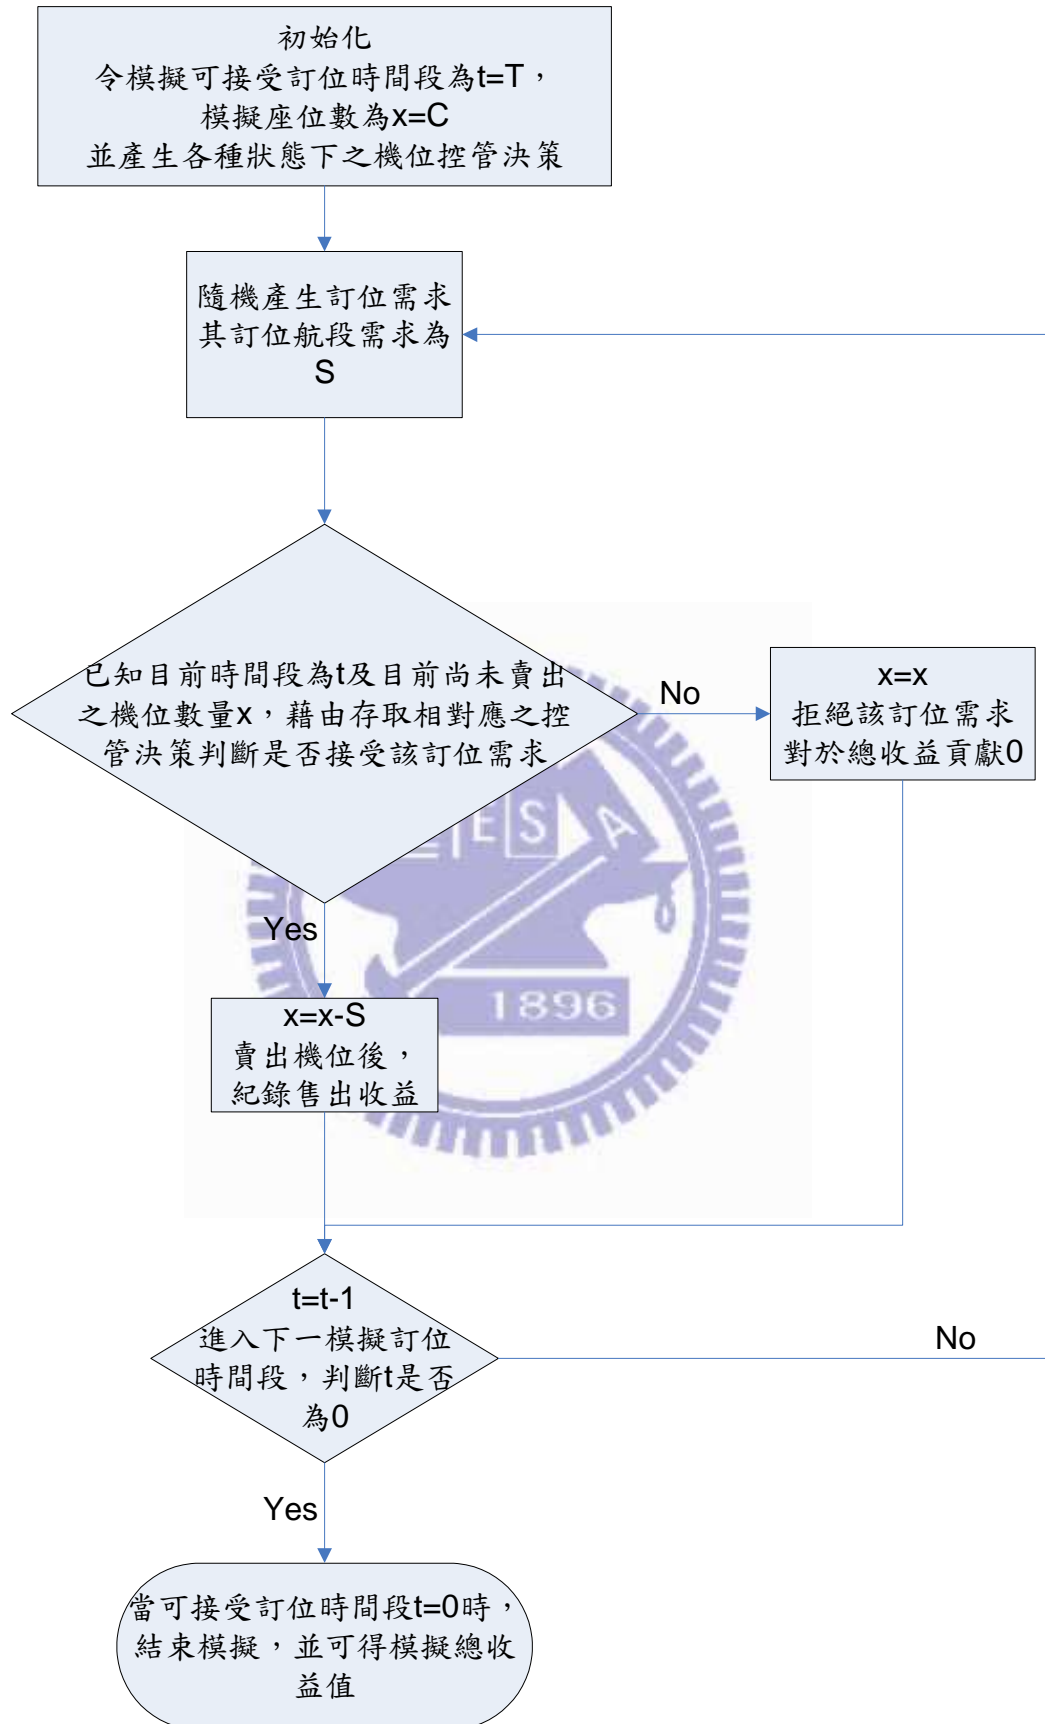 初始化
令模擬可接受訂位時間段為t=T，
模擬座位數為x=C
並產生各種狀態下之機位控管決策
隨機產生訂位需求
其訂位航段需求為
S
已知目前時間段為t及目前尚未賣出
之機位數量x，藉由存取相對應之控
管決策判斷是否接受該訂位需求
No
x=x
拒絕該訂位需求
對於總收益貢獻0
ESA
Yes
1896
x=x-S
賣出機位後，
紀錄售出收益
t=t-1
進入下一模擬訂位
時間段，判斷t是否
為0
No
Yes
當可接受訂位時間段t=0時，
結束模擬，並可得模擬總收
益值